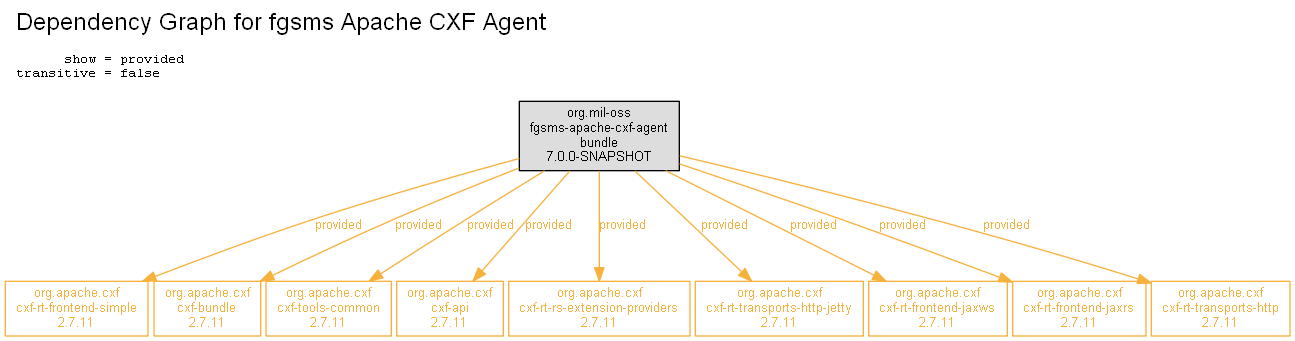 Dependency Graph for fgsms Apache CXF Agent
show = provided
transitive = false
org.mil-oss
fgsms-apache-cxf-agent
bundle
7.0.0-SNAPSHOT
provided provided provided provided provided provided provided provided provided
org.apache.cxf
cxf-rt-frontend-simple
2.7.11
org.apache.cxf
cxf-bundle
2.7.11
org.apache.cxf
cxf-tools-common
2.7.11
org.apache.cxf
cxf-api
2.7.11
org.apache.cxf
cxf-rt-rs-extension-providers
2.7.11
org.apache.cxf
cxf-rt-transports-http-jetty
2.7.11
org.apache.cxf
cxf-rt-frontend-jaxws
2.7.11
org.apache.cxf
cxf-rt-frontend-jaxrs
2.7.11
org.apache.cxf
cxf-rt-transports-http
2.7.11